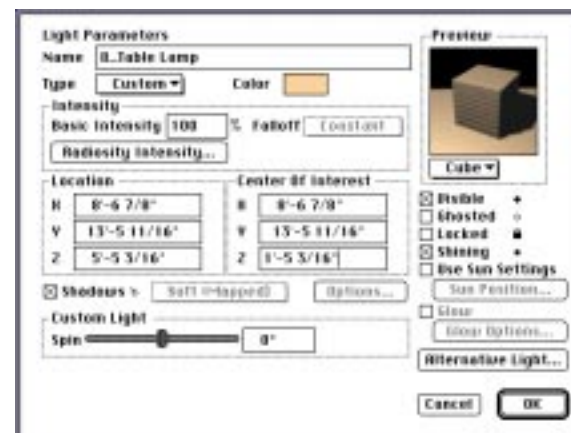 Light Parameters
Name 8..Table Lamp
Type Custom Color
Intensity
Basic Intensity 100 % Falloff Constant
Radiosity Intensity...
Location
X 8'-6 7/8"
Y 13'-5 11/16"
Z 5'-5 3/16"
Center Of Interest
X 8'-6 7/8"
Y 13'-5 11/16"
Z 1'-5 3/16"
Shadows Soft (Mapped) Options...
Custom Light
Spin 0°
Preview
Cube
Visible
Ghosted
Locked
Shining
Use Sun Settings
Sun Position...
Glow
Glow Options...
Alternative Light...
Cancel OK